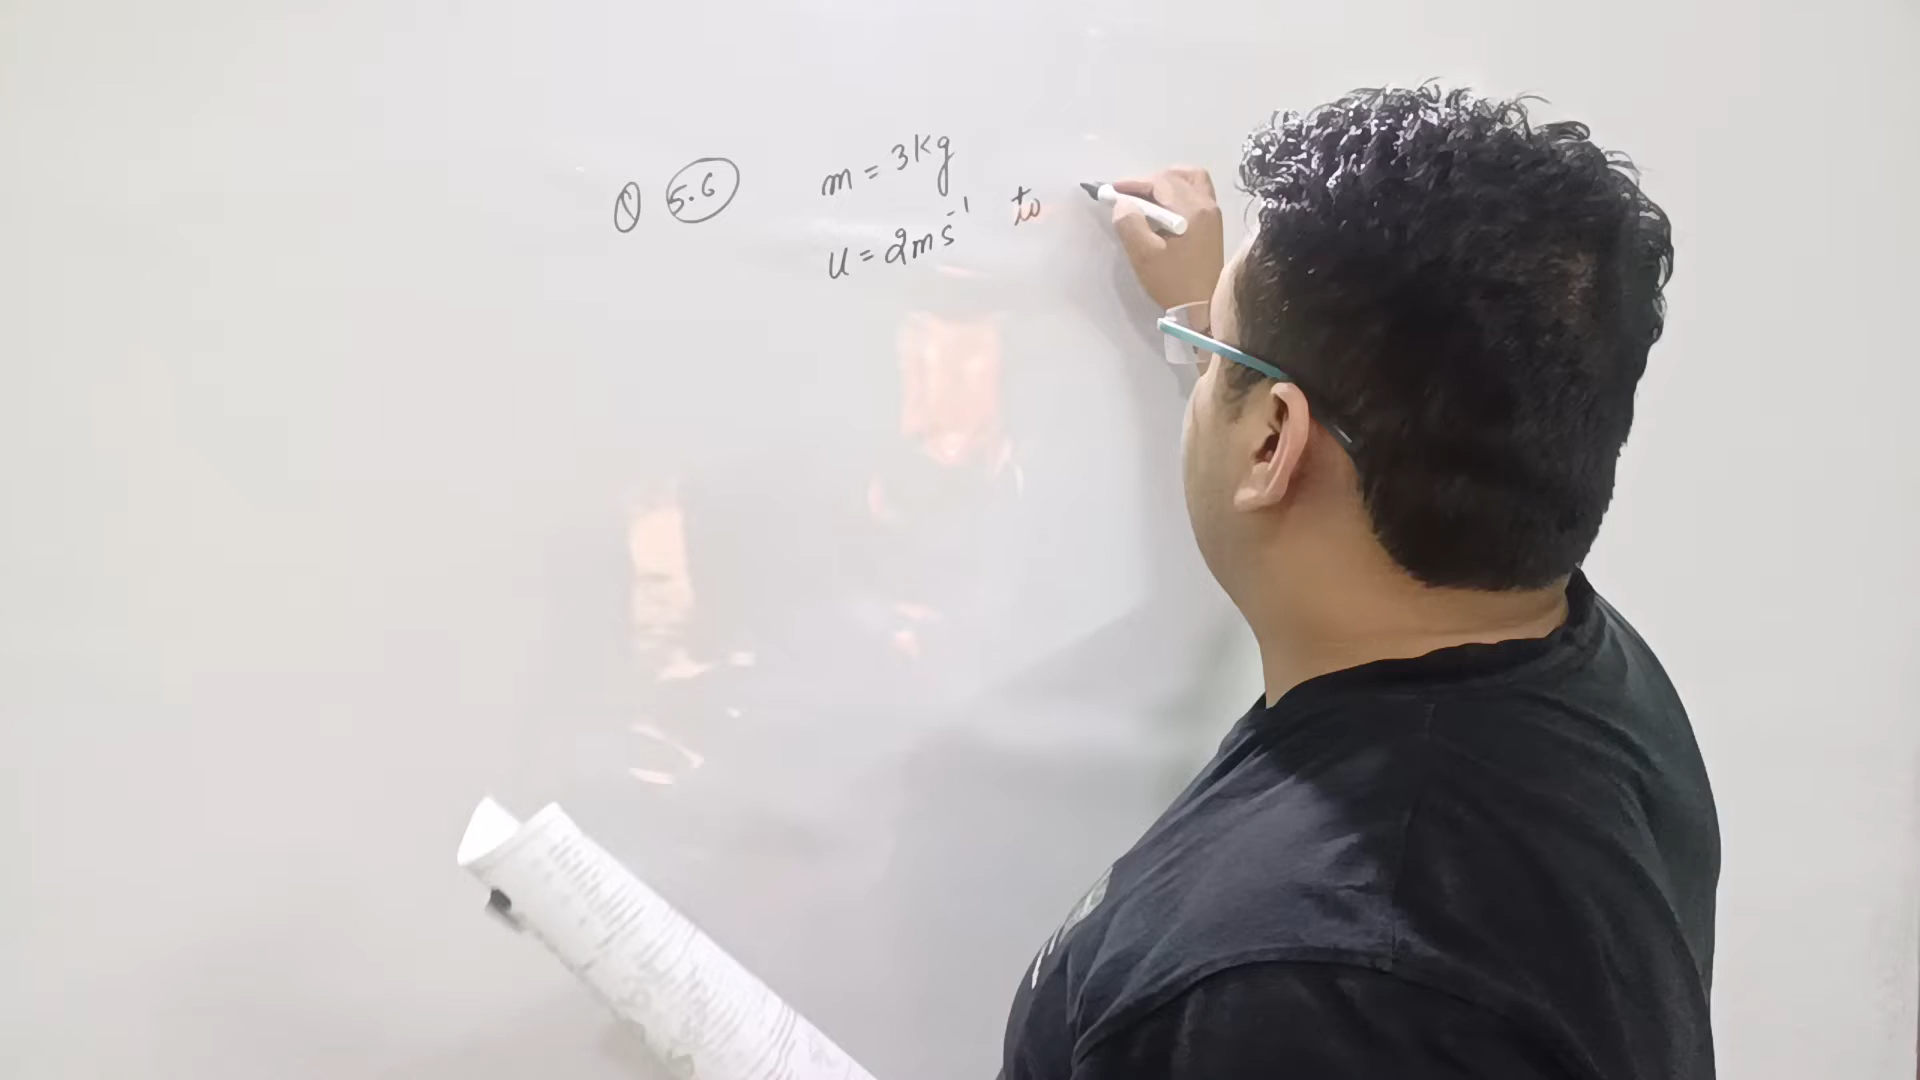 Q 5.6 m = 3kg
u = 2ms⁻¹ to